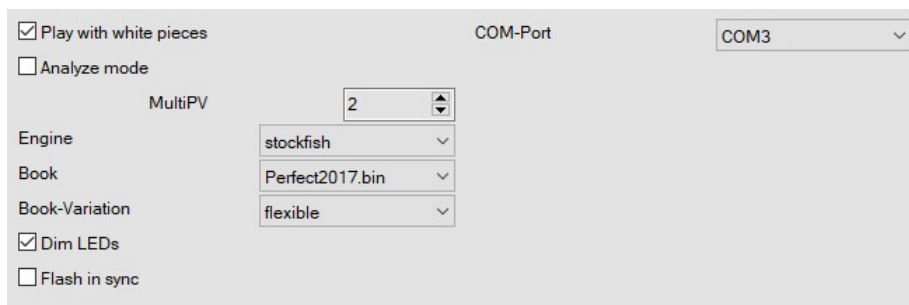 Play with white pieces
COM-Port
COM3
Analyze mode
MultiPV
2
Engine
stockfish
Book
Perfect2017.bin
Book-Variation
flexible
Dim LEDs
Flash in sync